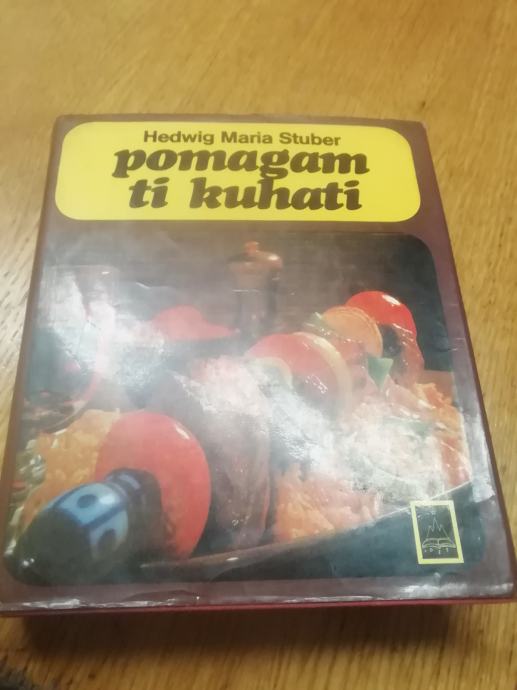 Hedwig Maria Stuber
pomagam
ti kuhati